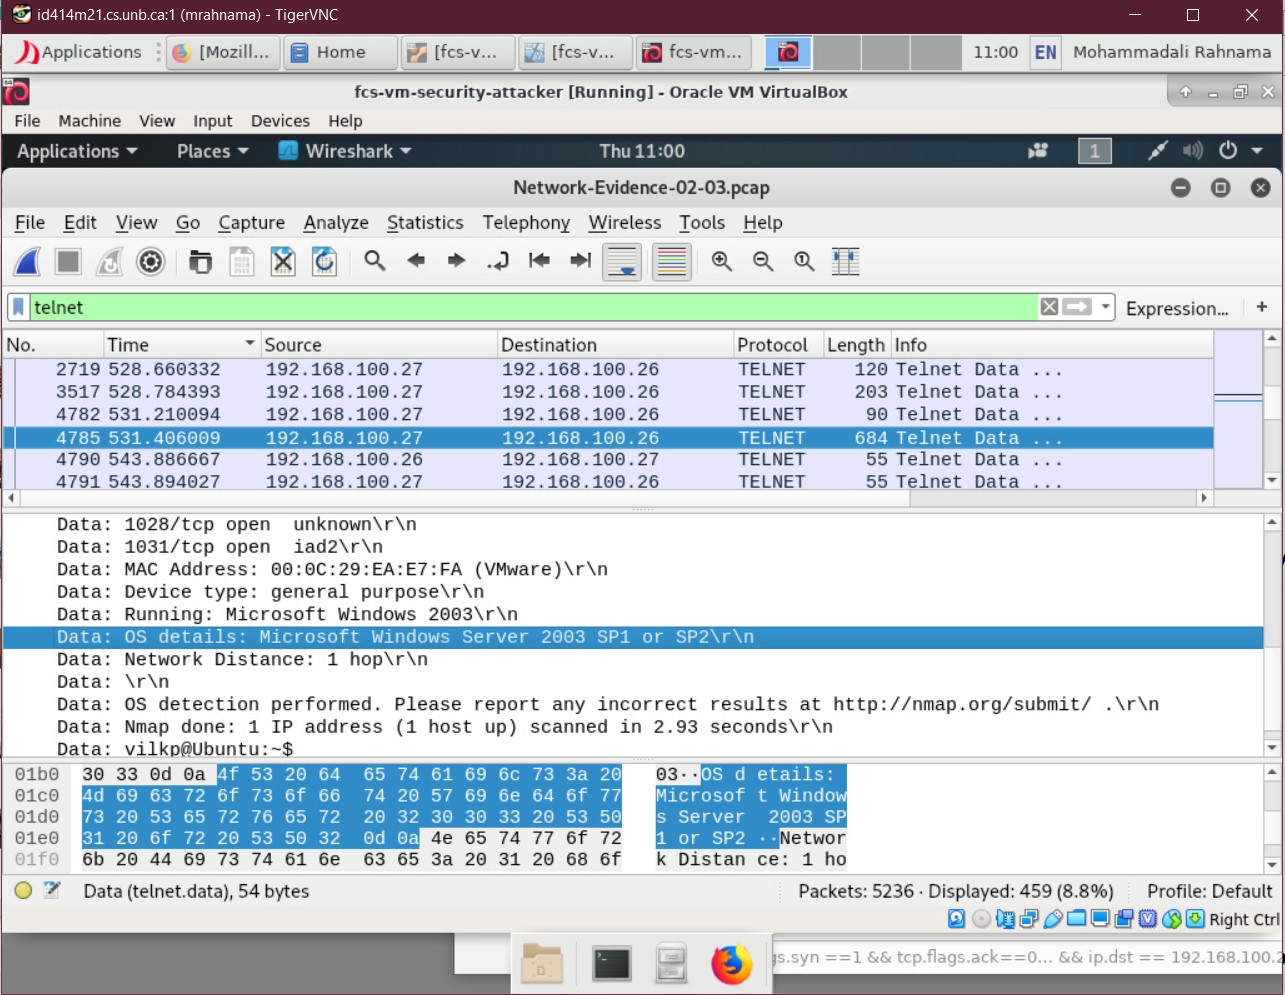 id414m21.cs.unb.ca:1 (mrahnama) - TigerVNC
Applications [Mozill... Home [fcs-v... [fcs-v... fcs-vm... 11:00 EN Mohammadali Rahnama
fcs-vm-security-attacker [Running] - Oracle VM VirtualBox
File Machine View Input Devices Help
Applications Places Wireshark Thu 11:00 1
Network-Evidence-02-03.pcap
File Edit View Go Capture Analyze Statistics Telephony Wireless Tools Help
telnet Expression... +
No. Time Source Destination Protocol Length Info
2719 528.660332 192.168.100.27 192.168.100.26 TELNET 120 Telnet Data ...
3517 528.784393 192.168.100.27 192.168.100.26 TELNET 203 Telnet Data ...
4782 531.210094 192.168.100.27 192.168.100.26 TELNET 90 Telnet Data ...
4785 531.406009 192.168.100.27 192.168.100.26 TELNET 684 Telnet Data ...
4790 543.886667 192.168.100.26 192.168.100.27 TELNET 55 Telnet Data ...
4791 543.894027 192.168.100.27 192.168.100.26 TELNET 55 Telnet Data ...
Data: 1028/tcp open  unknown\r\n
Data: 1031/tcp open  iad2\r\n
Data: MAC Address: 00:0C:29:EA:E7:FA (VMware)\r\n
Data: Device type: general purpose\r\n
Data: Running: Microsoft Windows 2003\r\n
Data: OS details: Microsoft Windows Server 2003 SP1 or SP2\r\n
Data: Network Distance: 1 hop\r\n
Data: \r\n
Data: OS detection performed. Please report any incorrect results at http://nmap.org/submit/ .\r\n
Data: Nmap done: 1 IP address (1 host up) scanned in 2.93 seconds\r\n
Data: vilkp@Ubuntu:~$
01b0 30 33 0d 0a 4f 53 20 64 65 74 61 69 6c 73 3a 20 03··OS d etails:
01c0 4d 69 63 72 6f 73 6f 66 74 20 57 69 6e 64 6f 77 Microsof t Window
01d0 73 20 53 65 72 76 65 72 20 32 30 30 33 20 53 50 s Server  2003 SP
01e0 31 20 6f 72 20 53 50 32 0d 0a 4e 65 74 77 6f 72 1 or SP2 ··Networ
01f0 6b 20 44 69 73 74 61 6e 63 65 3a 20 31 20 68 6f k Distan ce: 1 ho
Data (telnet.data), 54 bytes Packets: 5236 · Displayed: 459 (8.8%) Profile: Default
Right Ctrl
gs.syn ==1 && tcp.flags.ack==0... && ip.dst == 192.168.100.2